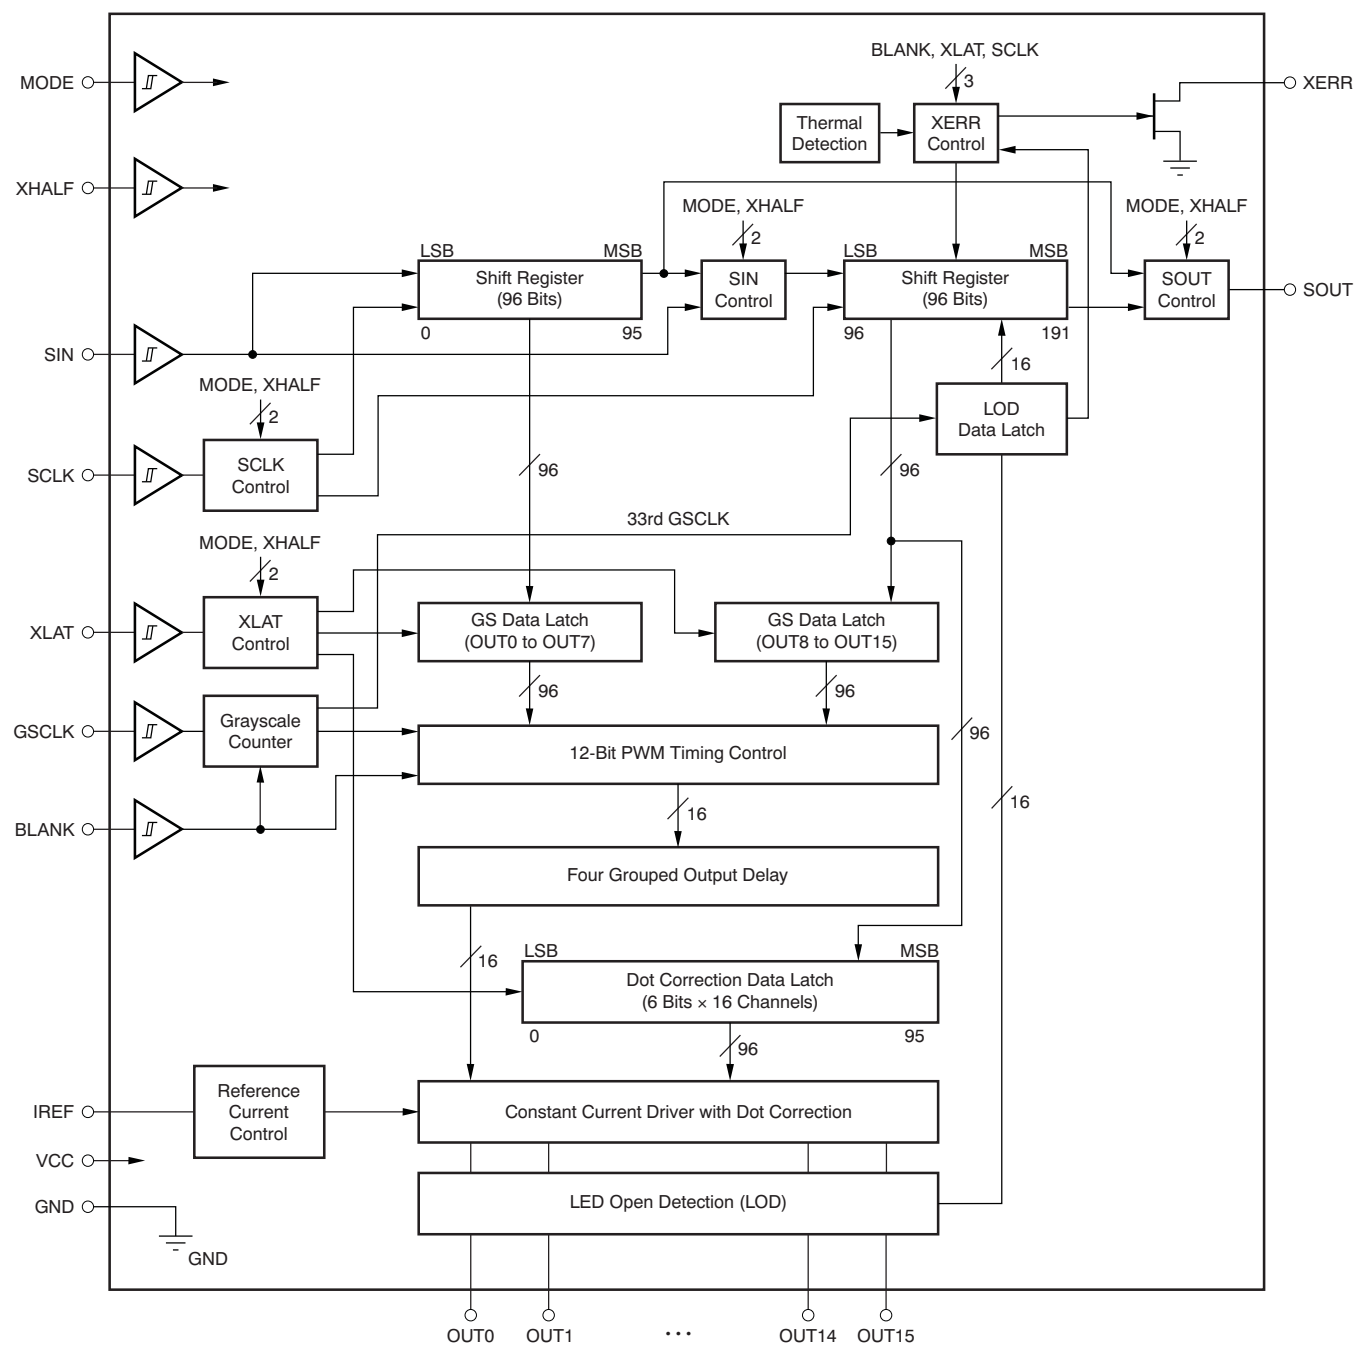 BLANK, XLAT, SCLK
MODE
3
XERR
Thermal
Detection
XERR
Control
XHALF
MODE, XHALF
2
MODE, XHALF
2
LSB
MSB
Shift Register
(96 Bits)
0
95
SIN
Control
LSB
MSB
Shift Register
(96 Bits)
96
191
SOUT
Control
SOUT
SIN
16
MODE, XHALF
2
LOD
Data Latch
SCLK
SCLK
Control
96
96
33rd GSCLK
MODE, XHALF
2
XLAT
XLAT
Control
GS Data Latch
(OUT0 to OUT7)
GS Data Latch
(OUT8 to OUT15)
96
96
GSCLK
Grayscale
Counter
12-Bit PWM Timing Control
96
16
16
BLANK
Four Grouped Output Delay
16
LSB
MSB
Dot Correction Data Latch
(6 Bits × 16 Channels)
0
95
96
IREF
Reference
Current
Control
Constant Current Driver with Dot Correction
VCC
GND
GND
LED Open Detection (LOD)
OUT0
OUT1
...
OUT14
OUT15